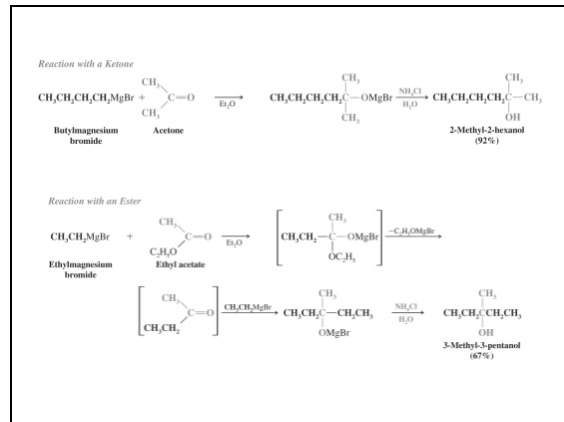 Reaction with a Ketone
CH₃
CH₃CH₂CH₂CH₂MgBr + C=O
CH₃
Et₂O
CH₃
CH₃CH₂CH₂CH₂C—OMgBr
CH₃
NH₄Cl
H₂O
CH₃
CH₃CH₂CH₂CH₂C—CH₃
OH
Butylmagnesium bromide
Acetone
2-Methyl-2-hexanol
(92%)
Reaction with an Ester
CH₃CH₂MgBr
+
CH₃
C=O
C₂H₅O
Et₂O
CH₃
CH₃CH₂—C—OMgBr
OC₂H₅
−C₂H₅OMgBr
Ethylmagnesium bromide
Ethyl acetate
CH₃
C=O
CH₃CH₂
CH₃CH₂MgBr
CH₃
CH₃CH₂C—CH₂CH₃
OMgBr
NH₄Cl
H₂O
CH₃
CH₃CH₂CCH₂CH₃
OH
3-Methyl-3-pentanol
(67%)